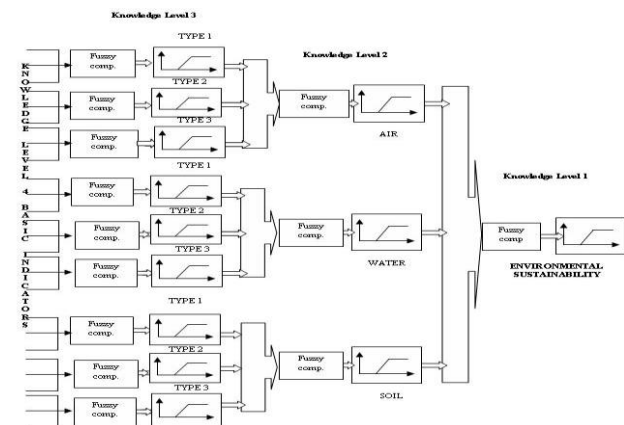 Knowledge Level 3
KNOWLEDGE LEVEL 4 BASIC INDICATORS
TYPE 1
Fuzzy comp.
TYPE 2
Fuzzy comp.
TYPE 3
Fuzzy comp.
TYPE 1
Fuzzy comp.
TYPE 2
Fuzzy comp.
TYPE 3
Fuzzy comp.
TYPE 1
Fuzzy comp.
TYPE 2
Fuzzy comp.
TYPE 3
Fuzzy comp.
Knowledge Level 2
Fuzzy comp.
AIR
Fuzzy comp.
WATER
Fuzzy comp.
SOIL
Knowledge Level 1
Fuzzy comp
ENVIRONMENTAL
SUSTAINABILITY